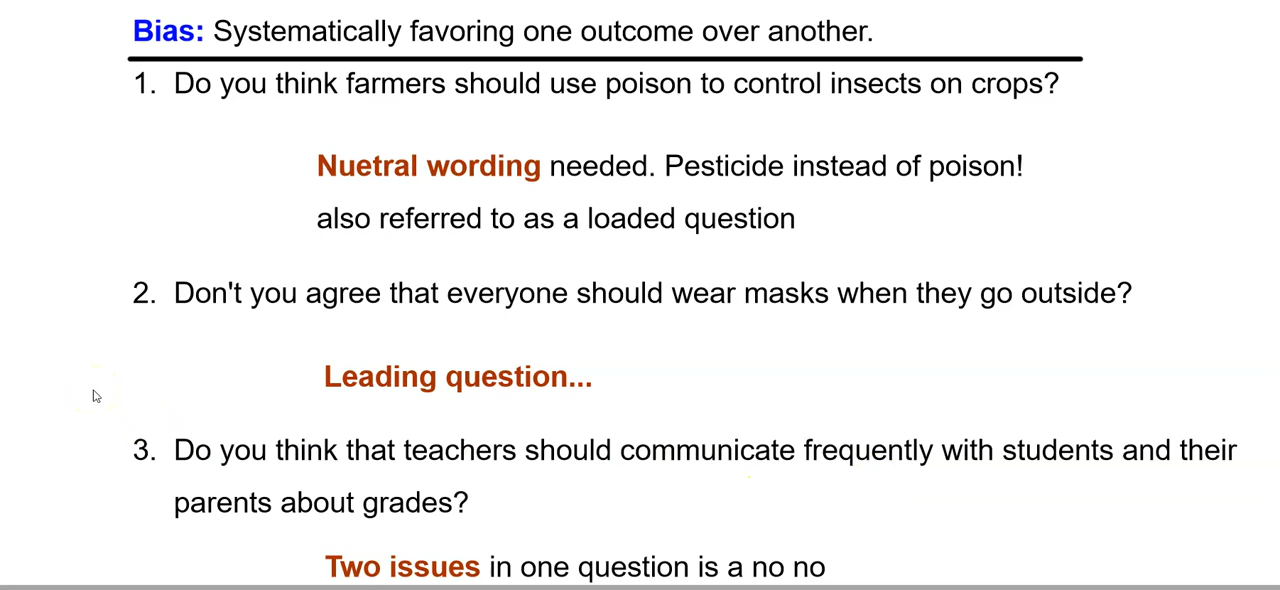 Bias: Systematically favoring one outcome over another.
1. Do you think farmers should use poison to control insects on crops?
Nuetral wording needed. Pesticide instead of poison!
also referred to as a loaded question
2. Don't you agree that everyone should wear masks when they go outside?
Leading question...
3. Do you think that teachers should communicate frequently with students and their
parents about grades?
Two issues in one question is a no no